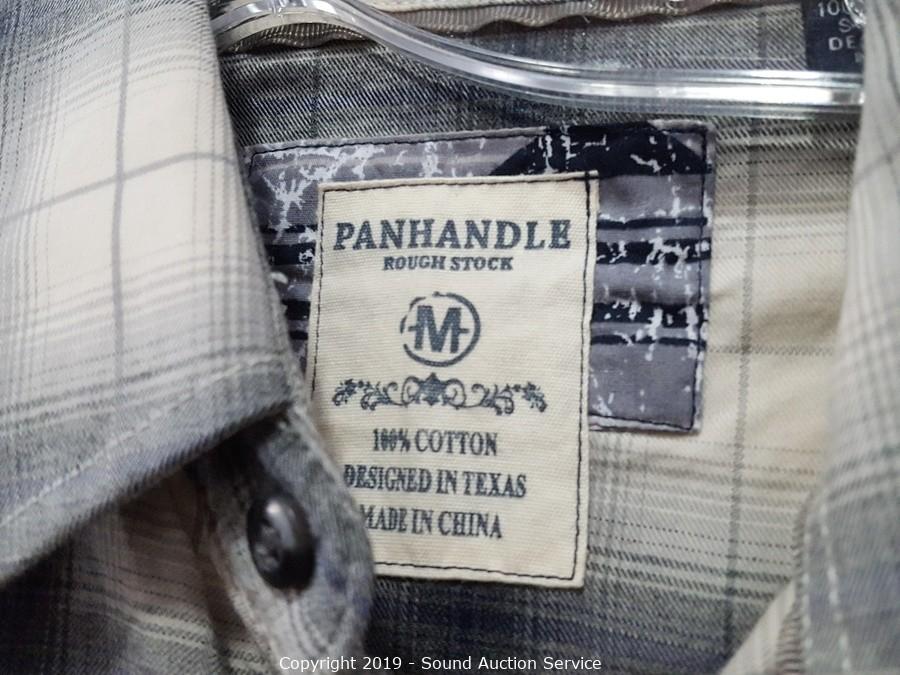 PANHANDLE
ROUGH STOCK
M
100% COTTON
DESIGNED IN TEXAS
MADE IN CHINA
Copyright 2019 - Sound Auction Service